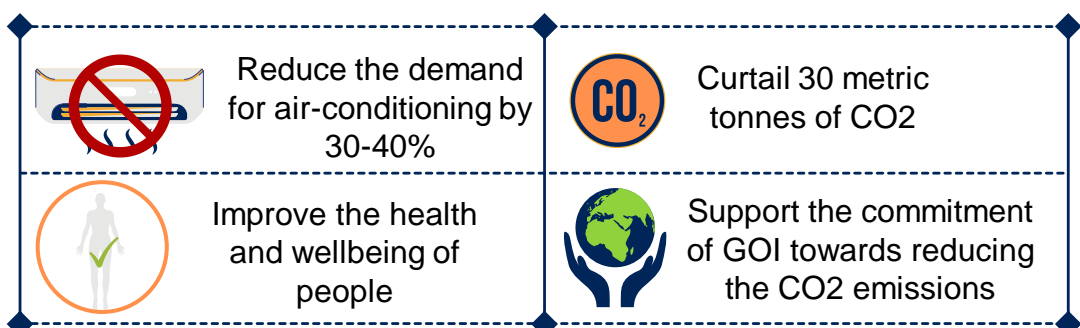 Reduce the demand
for air-conditioning by
30-40%
CO2
Curtail 30 metric
tonnes of CO2
Improve the health
and wellbeing of
people
Support the commitment
of GOI towards reducing
the CO2 emissions